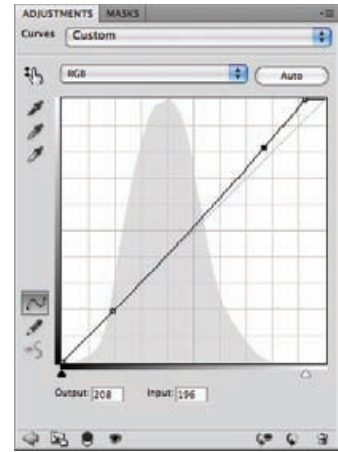 ADJUSTMENTS MASKS
Curves Custom
RGB Auto
Output: 208 Input: 196